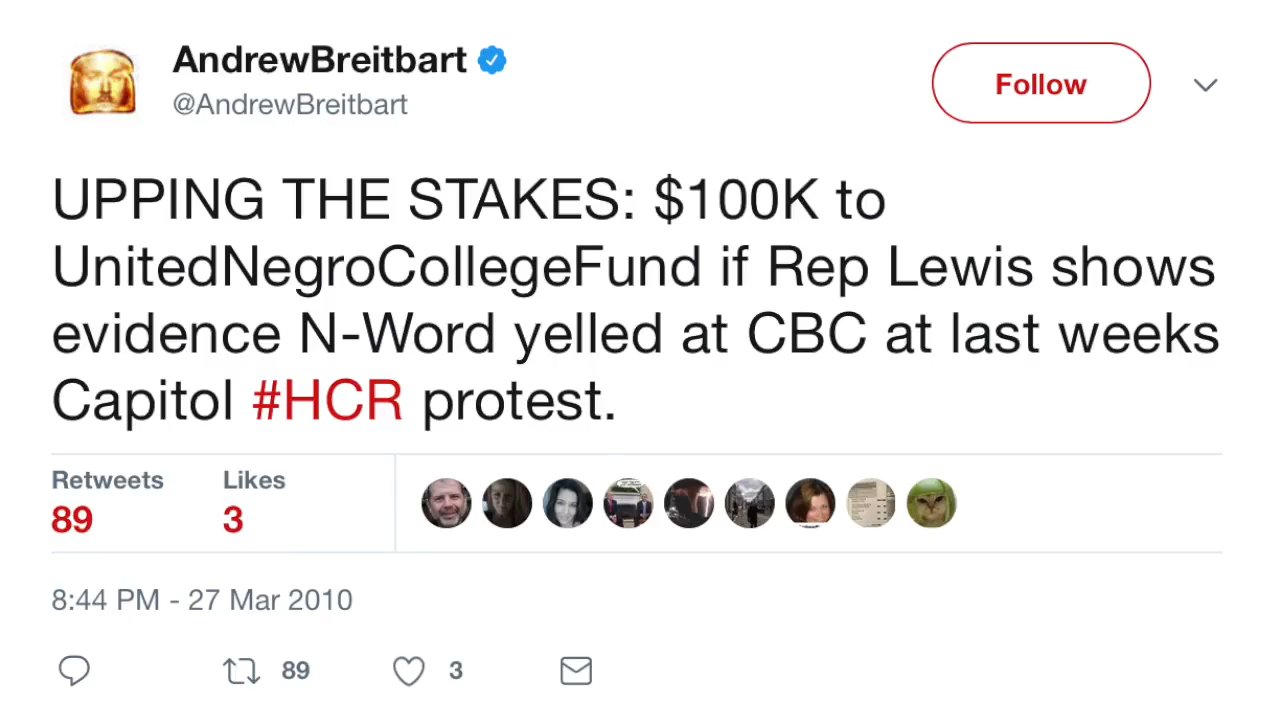 AndrewBreitbart
@AndrewBreitbart
Follow
UPPING THE STAKES: $100K to
UnitedNegroCollegeFund if Rep Lewis shows
evidence N-Word yelled at CBC at last weeks
Capitol #HCR protest.
Retweets Likes
89 3
8:44 PM - 27 Mar 2010
89 3